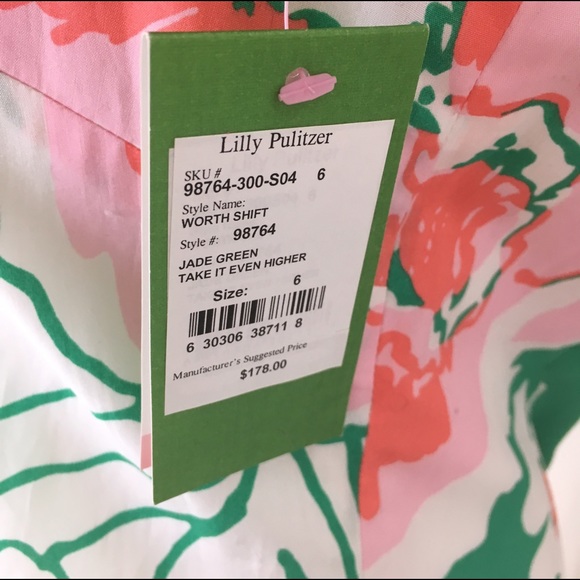 Lilly Pulitzer
SKU #
98764-300-S04 6
Style Name:
WORTH SHIFT
Style #: 98764
JADE GREEN
TAKE IT EVEN HIGHER
Size: 6
6 30306 38711 8
Manufacturer's Suggested Price
$178.00